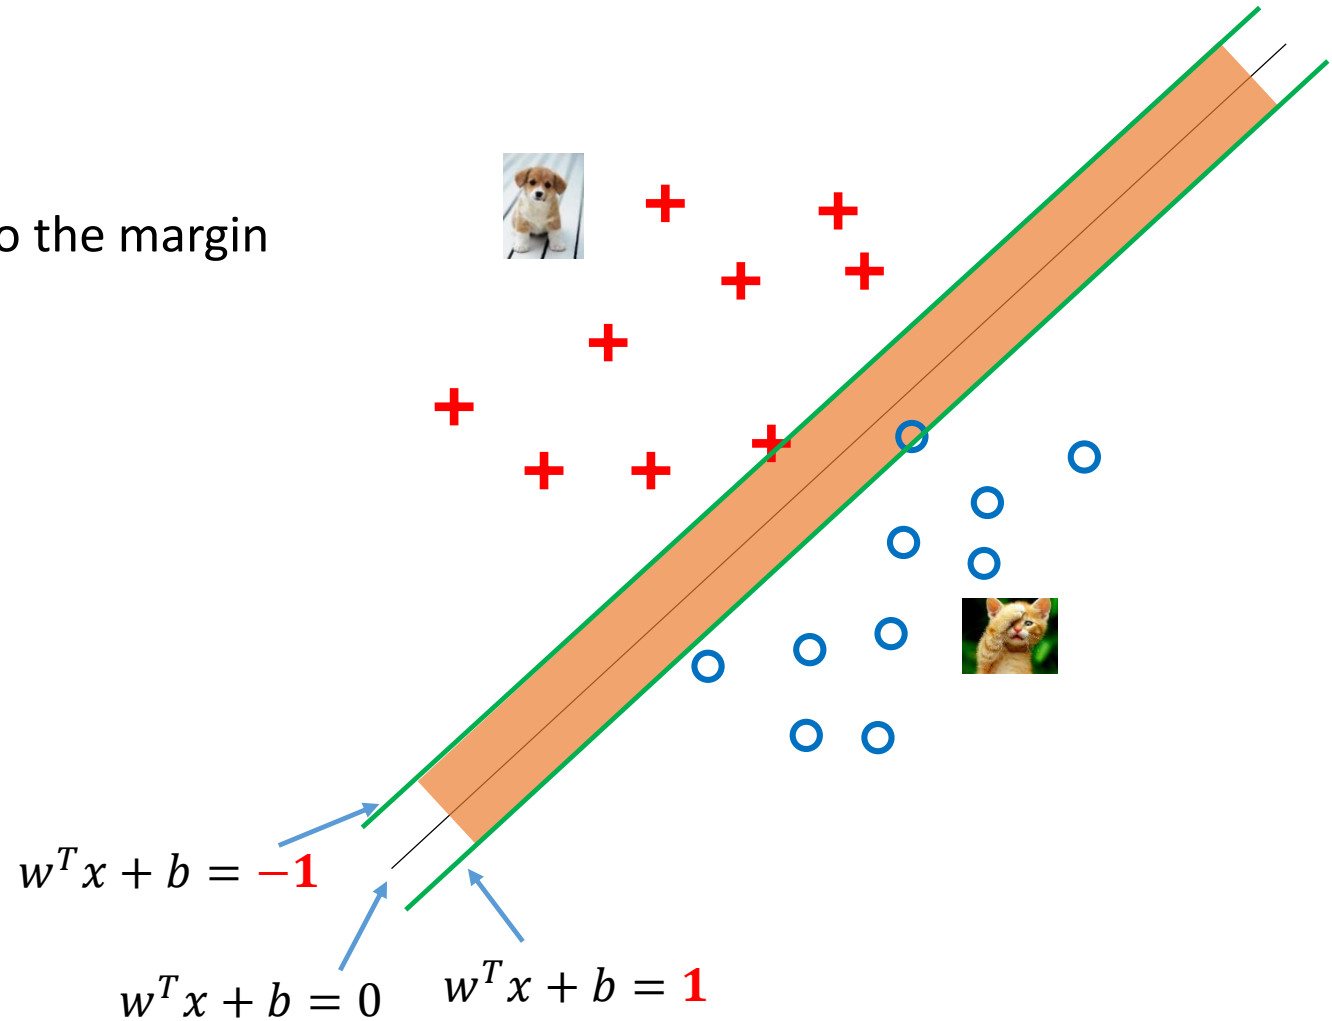 o the margin
w^T x + b = −1
w^T x + b = 0
w^T x + b = 1